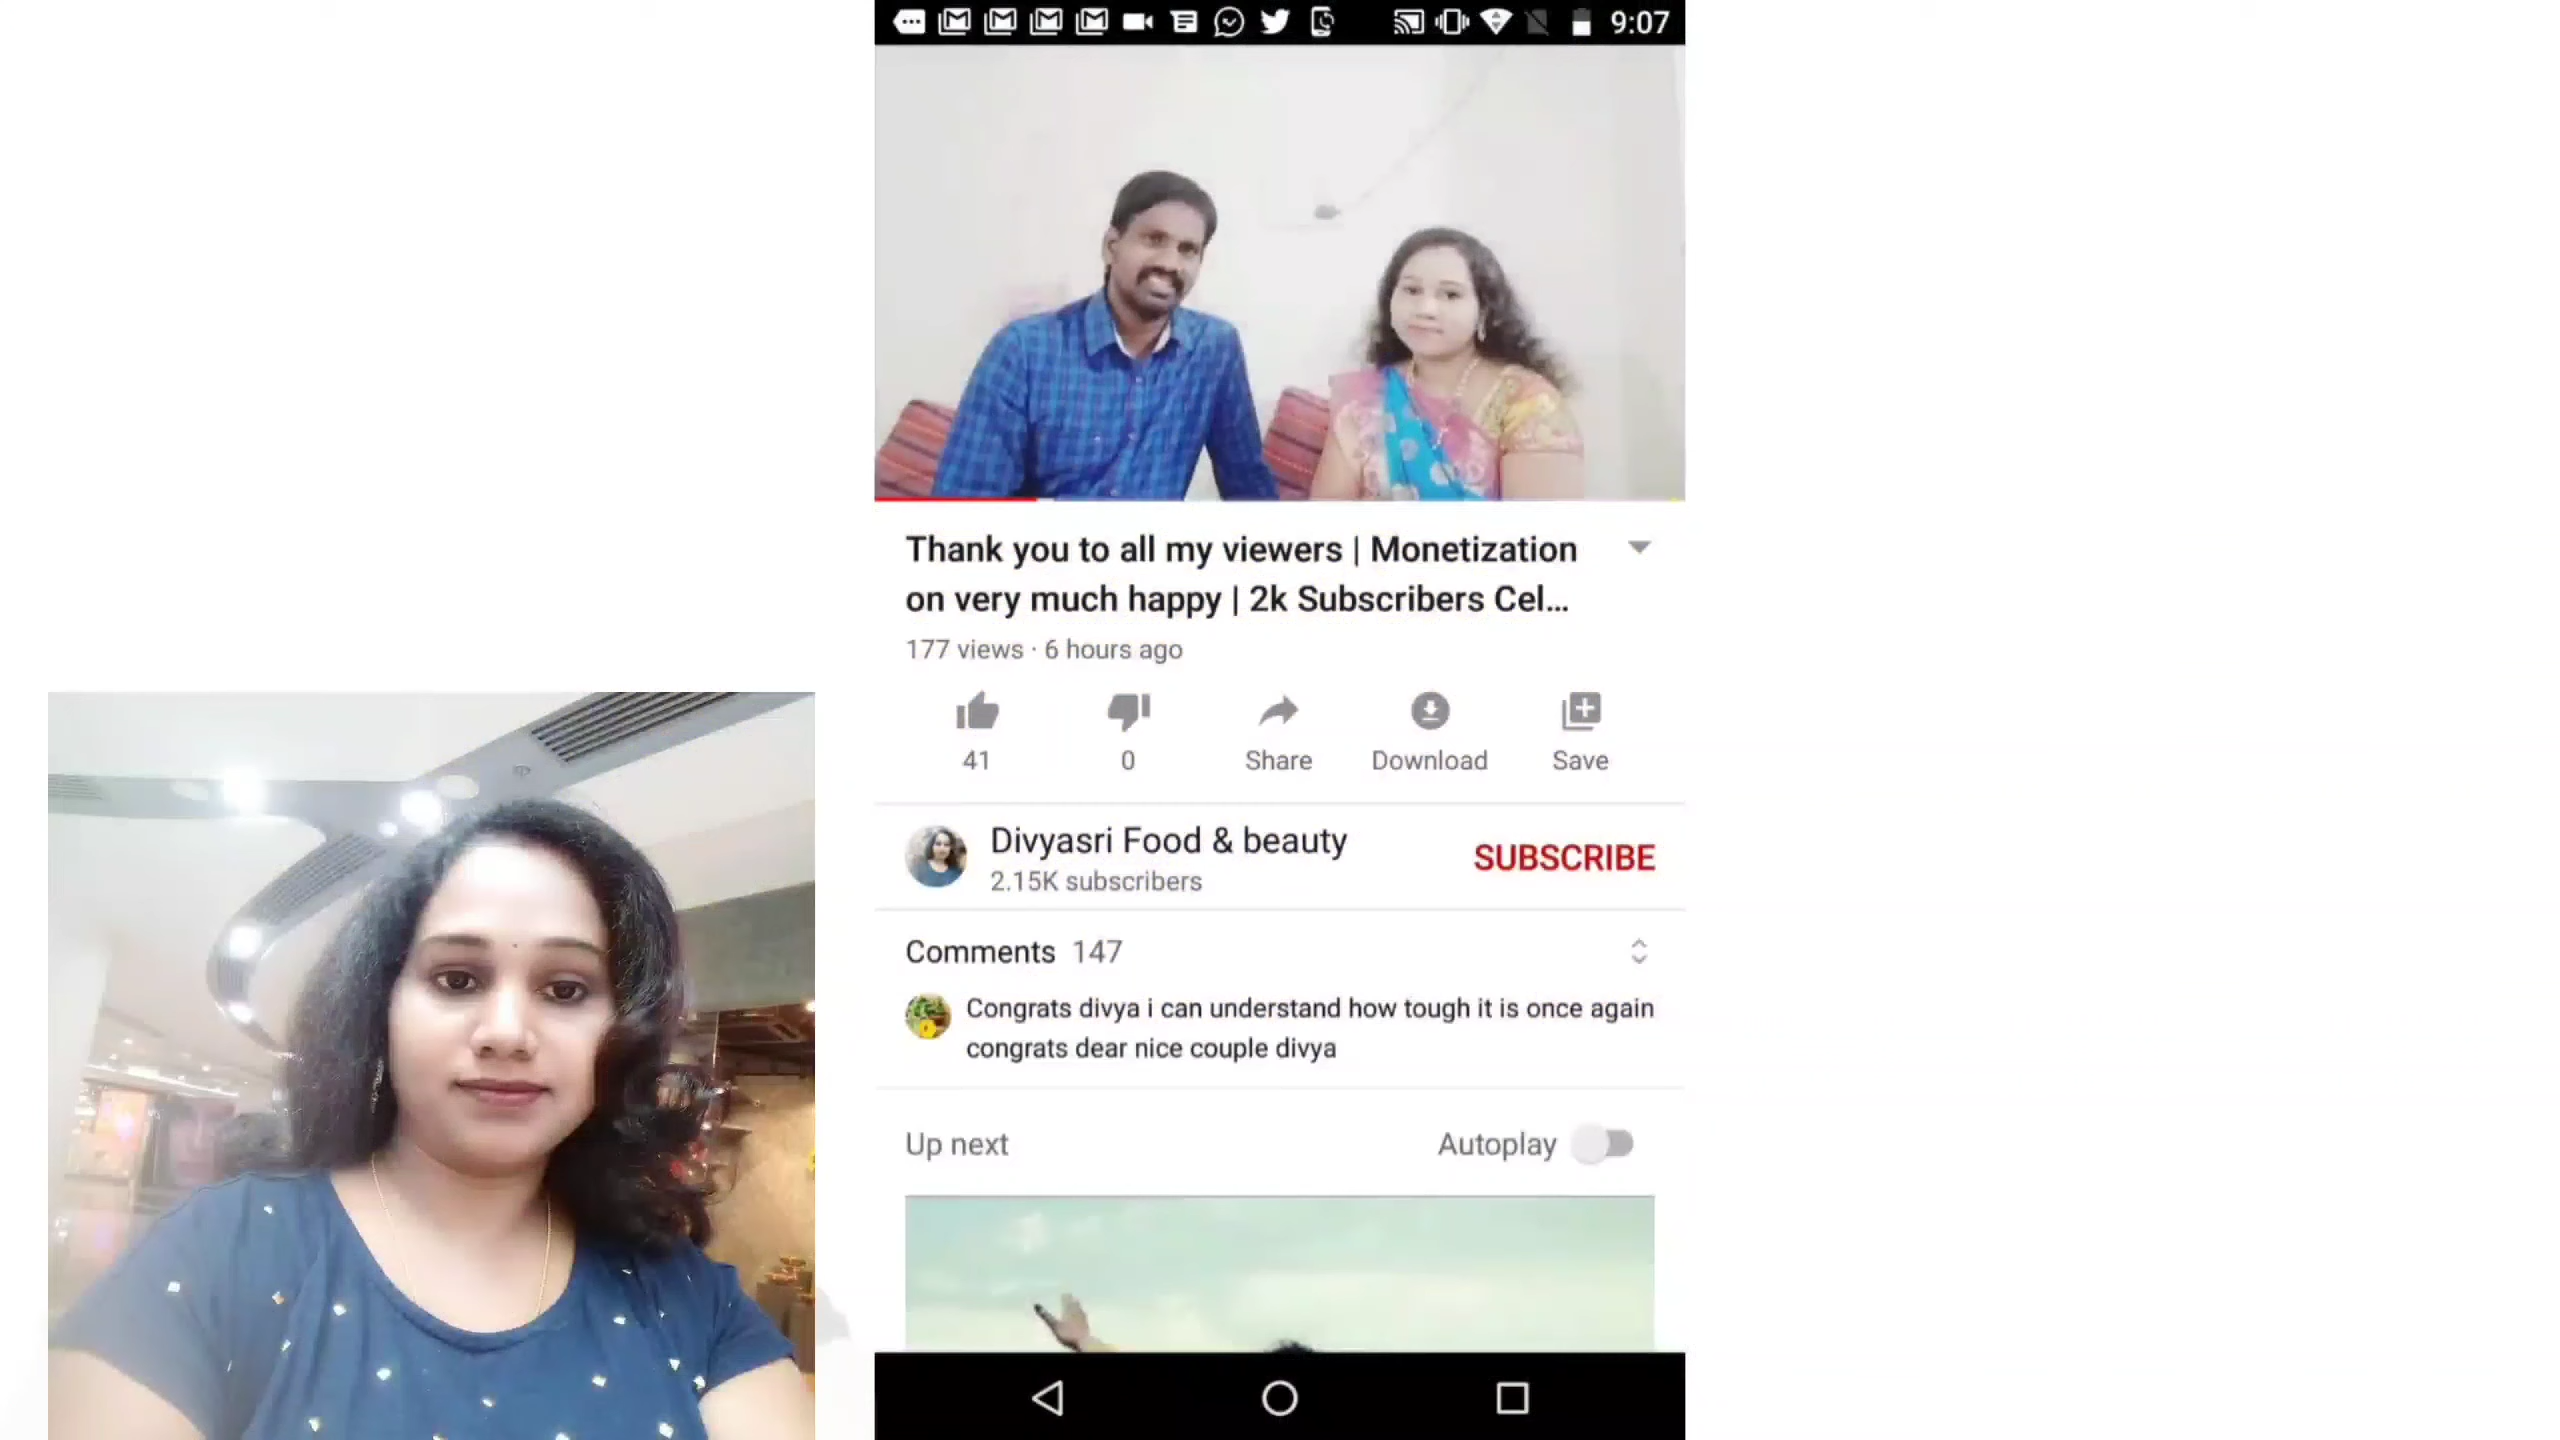 9:07
Thank you to all my viewers | Monetization
on very much happy | 2k Subscribers Cel...
177 views · 6 hours ago
41
0
Share
Download
Save
Divyasri Food & beauty
2.15K subscribers
SUBSCRIBE
Comments 147
Congrats divya i can understand how tough it is once again
congrats dear nice couple divya
Up next
Autoplay